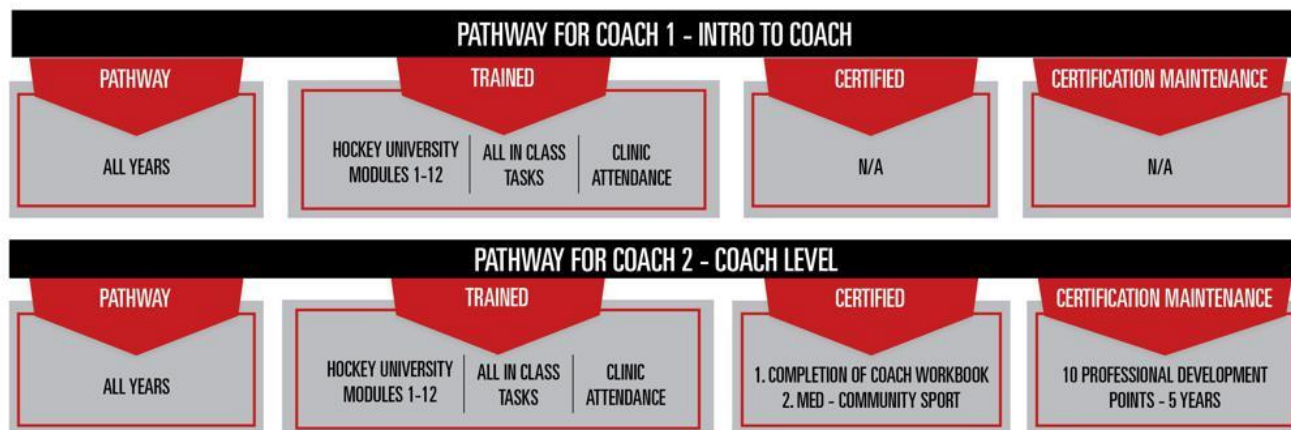 PATHWAY FOR COACH 1 - INTRO TO COACH
PATHWAY
ALL YEARS
TRAINED
HOCKEY UNIVERSITY
MODULES 1-12
ALL IN CLASS
TASKS
CLINIC
ATTENDANCE
CERTIFIED
N/A
CERTIFICATION MAINTENANCE
N/A
PATHWAY FOR COACH 2 - COACH LEVEL
PATHWAY
ALL YEARS
TRAINED
HOCKEY UNIVERSITY
MODULES 1-12
ALL IN CLASS
TASKS
CLINIC
ATTENDANCE
CERTIFIED
1. COMPLETION OF COACH WORKBOOK
2. MED - COMMUNITY SPORT
CERTIFICATION MAINTENANCE
10 PROFESSIONAL DEVELOPMENT
POINTS - 5 YEARS